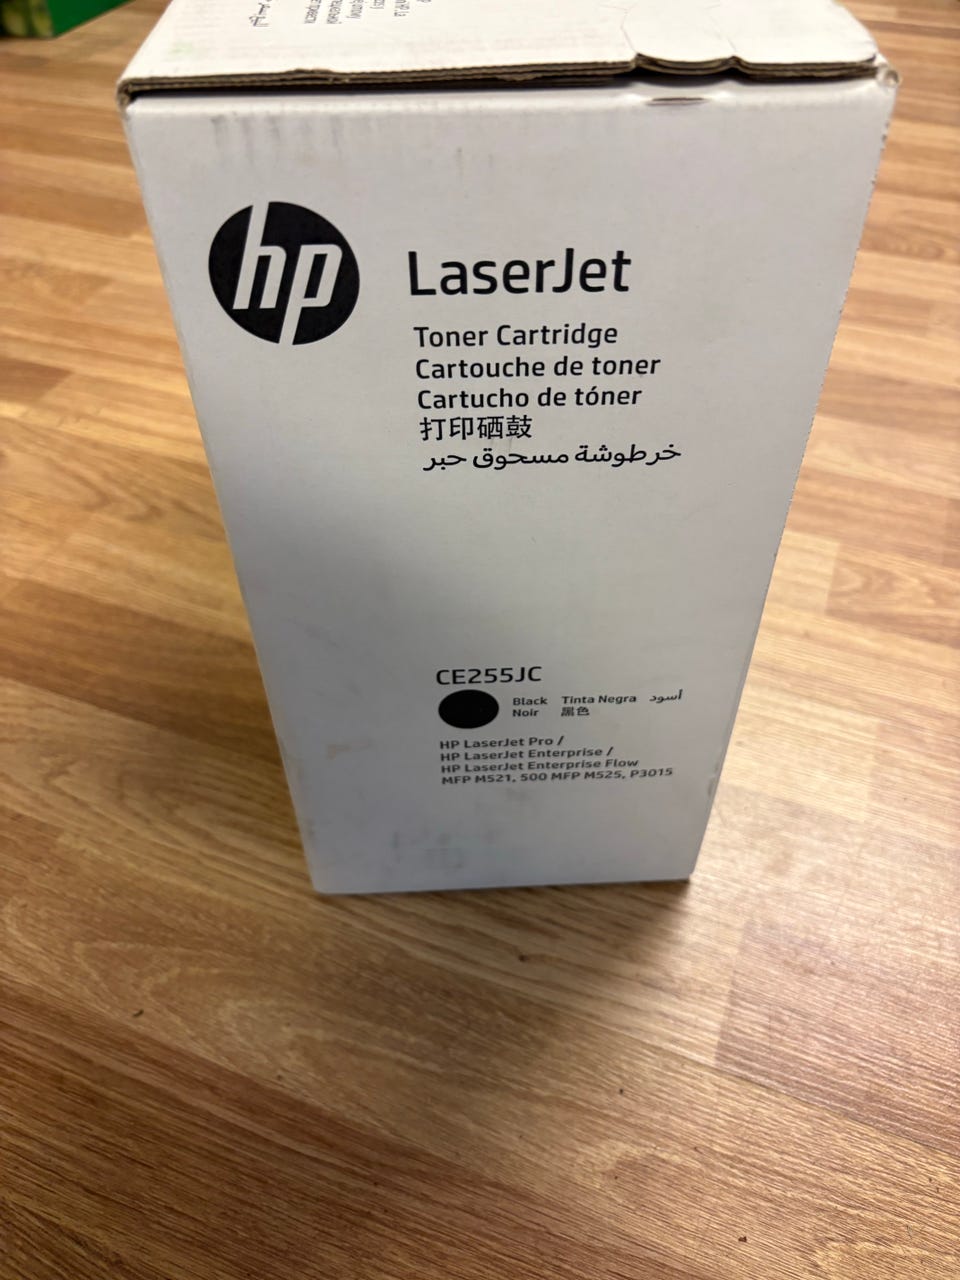 hp
LaserJet
Toner Cartridge
Cartouche de toner
Cartucho de tóner
打印硒鼓
خرطوشة مسحوق حبر
CE255JC
Black Tinta Negra أسود
Noir 黑色
HP LaserJet Pro /
HP LaserJet Enterprise /
HP LaserJet Enterprise Flow
MFP M521, 500 MFP M525, P3015